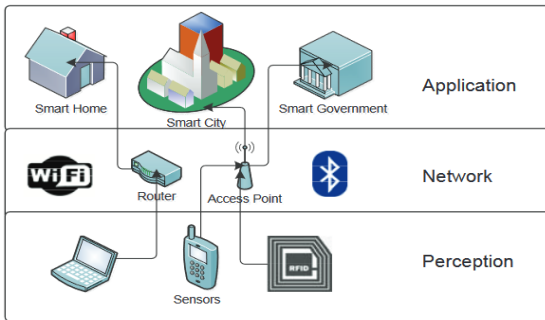 Smart Home
Smart City
Smart Government
Application
WiFi
Router
Access Point
Network
Sensors
RFID
Perception